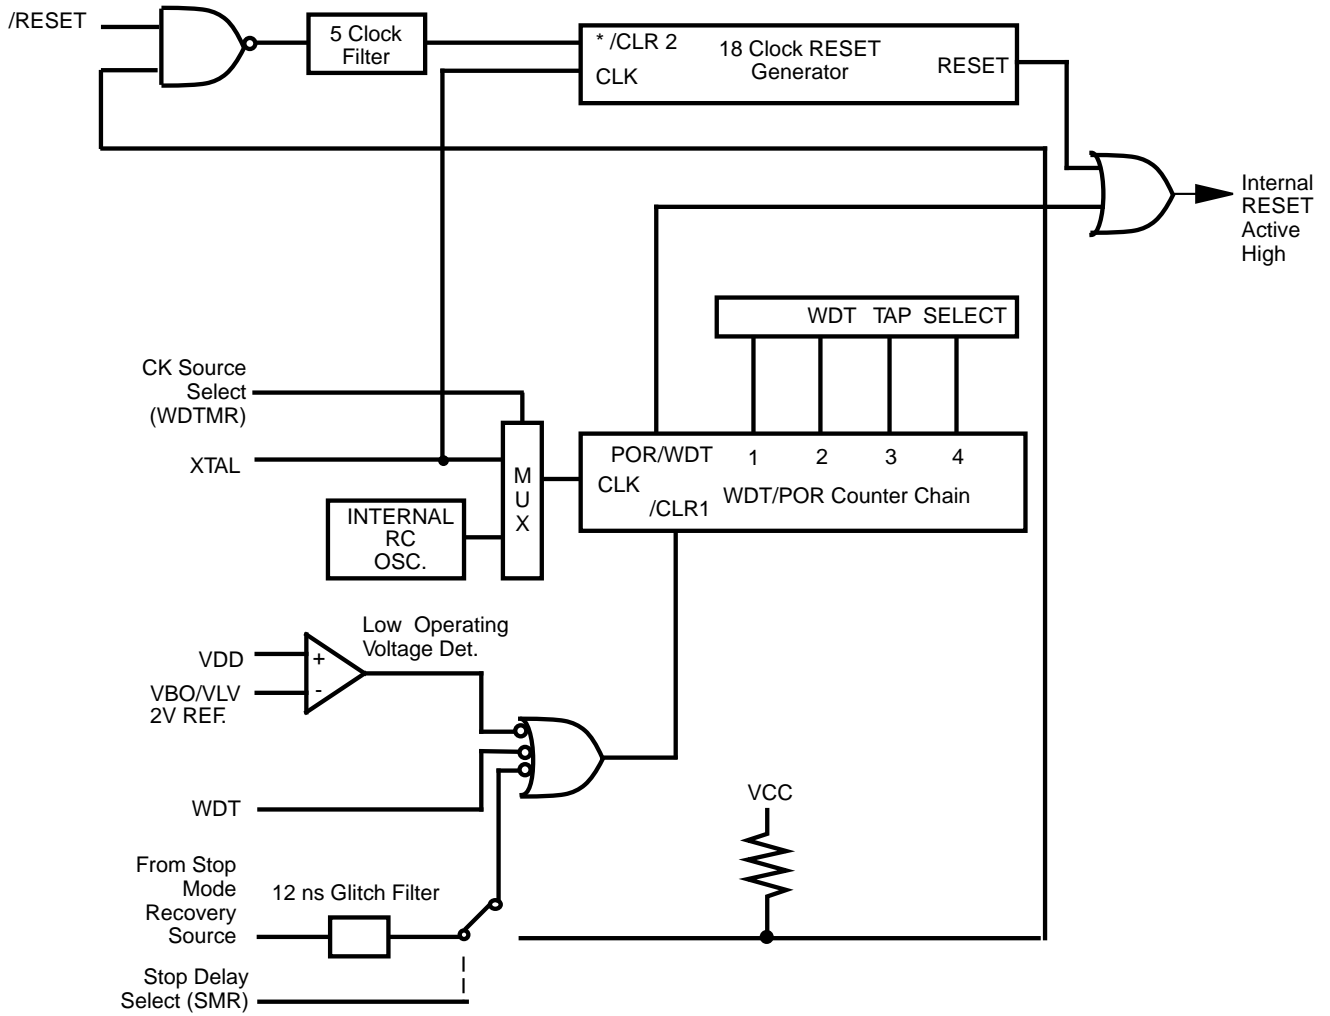 /RESET
5 Clock
Filter
* /CLR 2
CLK
18 Clock RESET
Generator
RESET
Internal
RESET
Active
High
WDT TAP SELECT
CK Source
Select
(WDTMR)
XTAL
M
U
X
INTERNAL
RC
OSC.
POR/WDT
1
2
3
4
CLK
/CLR1
WDT/POR Counter Chain
Low Operating
Voltage Det.
VDD
+
VBO/VLV
-
2V REF.
WDT
VCC
From Stop
Mode
Recovery
Source
12 ns Glitch Filter
Stop Delay
Select (SMR)